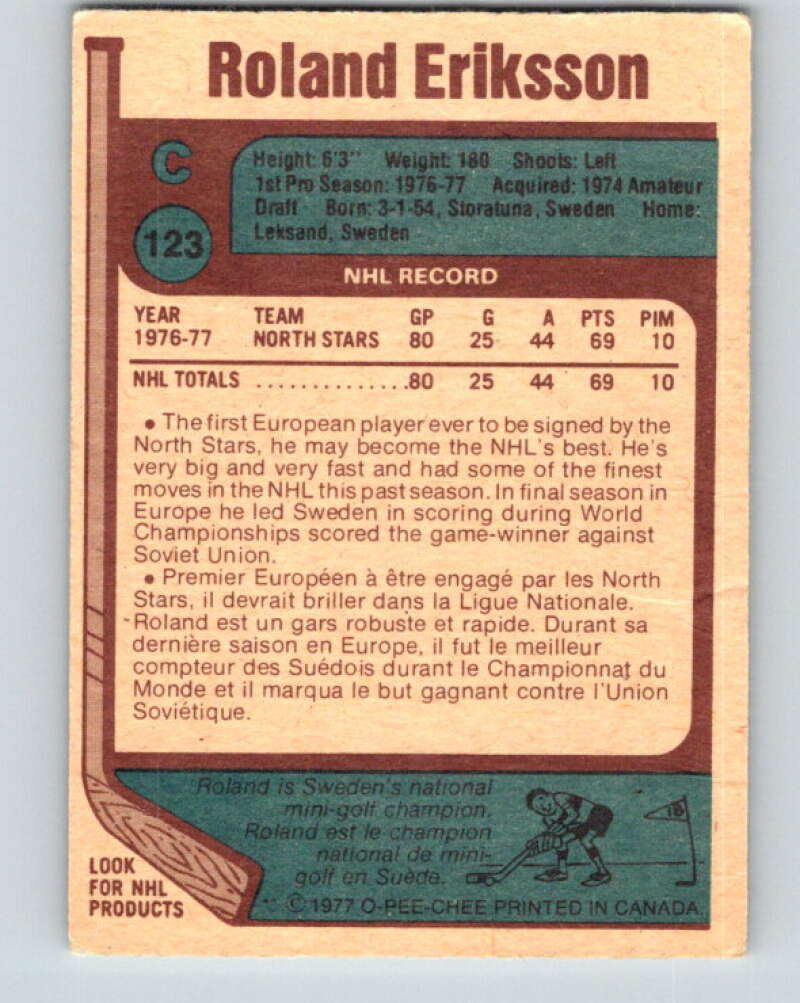 Roland Eriksson
C
123
Height: 6'3" Weight: 180 Shoots: Left
1st Pro Season: 1976-77 Acquired: 1974 Amateur
Draft Born: 3-1-54, Storatuna, Sweden Home:
Leksand, Sweden
NHL RECORD
YEAR TEAM GP G A PTS PIM
1976-77 NORTH STARS 80 25 44 69 10
NHL TOTALS ..............80 25 44 69 10
• The first European player ever to be signed by the
North Stars, he may become the NHL's best. He's
very big and very fast and had some of the finest
moves in the NHL this past season. In final season in
Europe he led Sweden in scoring during World
Championships scored the game-winner against
Soviet Union.
• Premier Européen à être engagé par les North
Stars, il devrait briller dans la Ligue Nationale.
Roland est un gars robuste et rapide. Durant sa
dernière saison en Europe, il fut le meilleur
compteur des Suédois durant le Championnat du
Monde et il marqua le but gagnant contre l'Union
Soviétique.
Roland is Sweden's national
mini-golf champion.
Roland est le champion
national de mini-
golf en Suède.
18
LOOK
FOR NHL
PRODUCTS
© 1977 O-PEE-CHEE PRINTED IN CANADA.